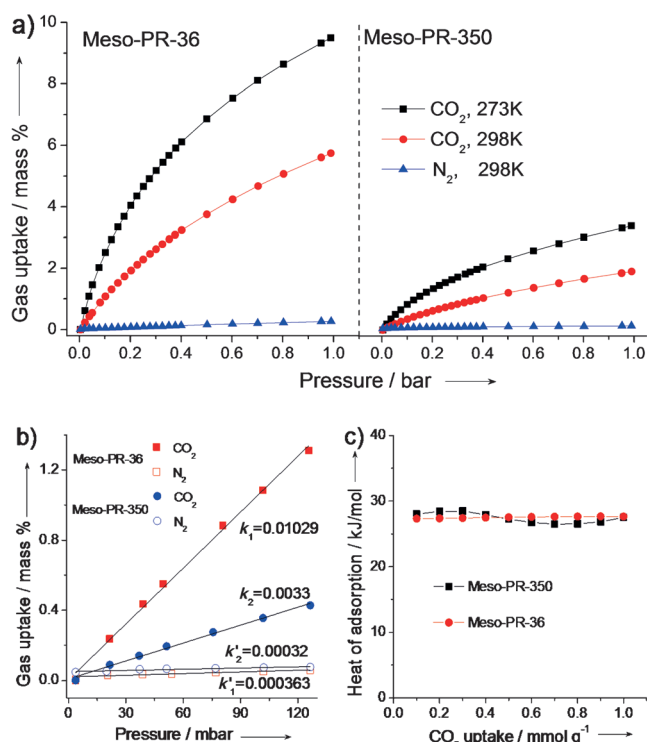 a)
Meso-PR-36
Meso-PR-350
CO₂, 273K
CO₂, 298K
N₂, 298K
Gas uptake / mass %
10
8
6
4
2
0
0.0 0.2 0.4 0.6 0.8 1.0 0.0 0.2 0.4 0.6 0.8 1.0
Pressure / bar
b)
Meso-PR-36
CO₂
N₂
Meso-PR-350
CO₂
N₂
k₁=0.01029
k₂=0.0033
k'₂=0.00032
k'₁=0.000363
Gas uptake / mass %
1.2
0.8
0.4
0.0
0 30 60 90 120
Pressure / mbar
c)
Heat of adsorption / kJ/mol
40
30
20
10
0
Meso-PR-350
Meso-PR-36
0.0 0.2 0.4 0.6 0.8 1.0
CO₂ uptake / mmol g⁻¹